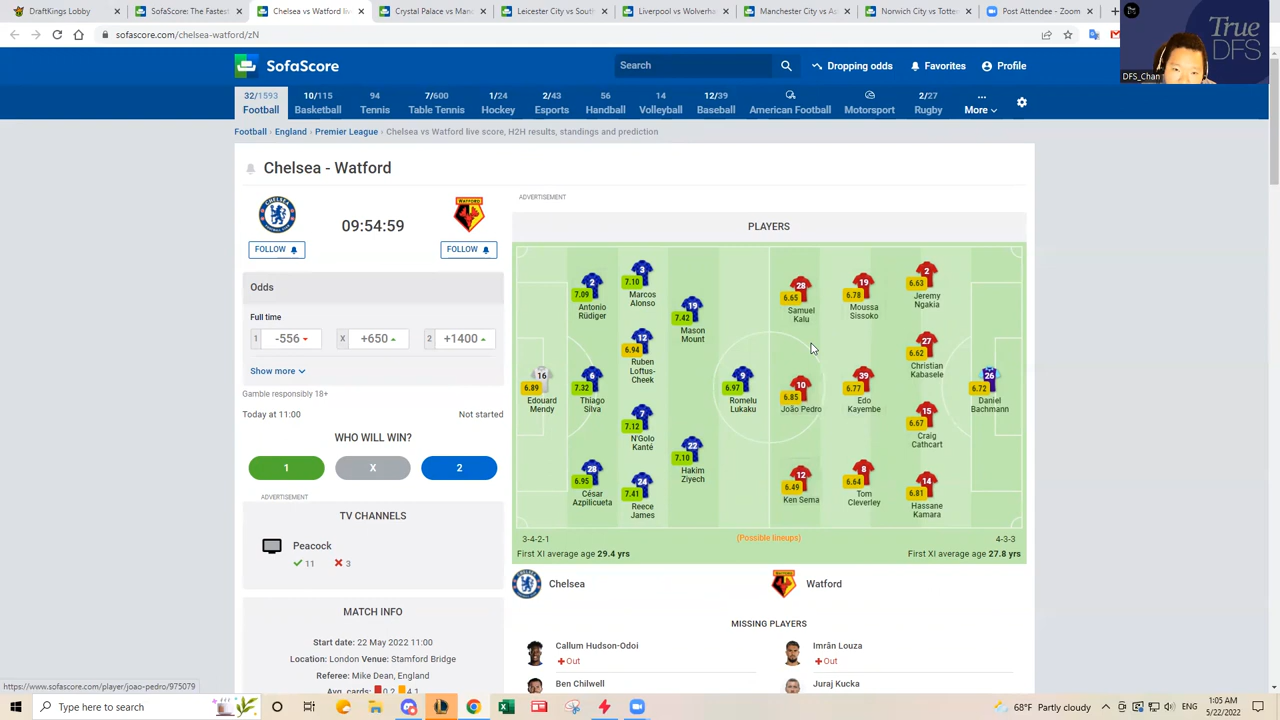 DraftKings Lobby
SofaScore: The Fastest
Watford live
Crystal Palace
Leicester City vs South
Liverpool vs Wolverha
Manchester City vs As
Norwich City vs Totte
Post Attendee - Zoom
sofascore.com/chelsea-watford/zN
True
DFS
DFS_Chan
SofaScore
Search
Dropping odds
Favorites
Profile
32/1593
10/115
94
7/600
1/24
2/43
56
14
12/39
2/27
...
Football
Basketball
Tennis
Table Tennis
Hockey
Esports
Handball
Volleyball
Baseball
American Football
Motorsport
Rugby
More
Football › England › Premier League › Chelsea vs Watford live score, H2H results, standings and prediction
Chelsea - Watford
09:54:59
FOLLOW
FOLLOW
Odds
Full time
1 -556
X +650
2 +1400
Show more
Gamble responsibly 18+
Today at 11:00
Not started
WHO WILL WIN?
1
X
2
ADVERTISEMENT
TV CHANNELS
Peacock
11
3
MATCH INFO
Start date: 22 May 2022 11:00
Location: London Venue: Stamford Bridge
Referee: Mike Dean, England
Avg. cards: 0.2 4.1
ADVERTISEMENT
PLAYERS
16
6.89
Edouard
Mendy
2
7.09
Antonio
Rüdiger
6
7.32
Thiago
Silva
28
6.95
César
Azpilicueta
3
7.10
Marcos
Alonso
12
6.94
Ruben
Loftus-
Cheek
7
7.12
N'Golo
Kanté
24
7.41
Reece
James
19
7.42
Mason
Mount
22
7.10
Hakim
Ziyech
9
6.97
Romelu
Lukaku
28
6.65
Samuel
Kalu
10
6.85
João Pedro
12
6.49
Ken Sema
19
6.78
Moussa
Sissoko
39
6.77
Edo
Kayembe
8
6.64
Tom
Cleverley
2
6.63
Jeremy
Ngakia
27
6.62
Christian
Kabasele
15
6.67
Craig
Cathcart
14
6.81
Hassane
Kamara
26
6.72
Daniel
Bachmann
3-4-2-1
(Possible lineups)
4-3-3
First XI average age 29.4 yrs
First XI average age 27.8 yrs
Chelsea
Watford
MISSING PLAYERS
Callum Hudson-Odoi
Out
Imrân Louza
Out
Ben Chilwell
Juraj Kucka
https://www.sofascore.com/player/joao-pedro/975079
Type here to search
68°F Partly cloudy
1:05 AM
5/22/2022